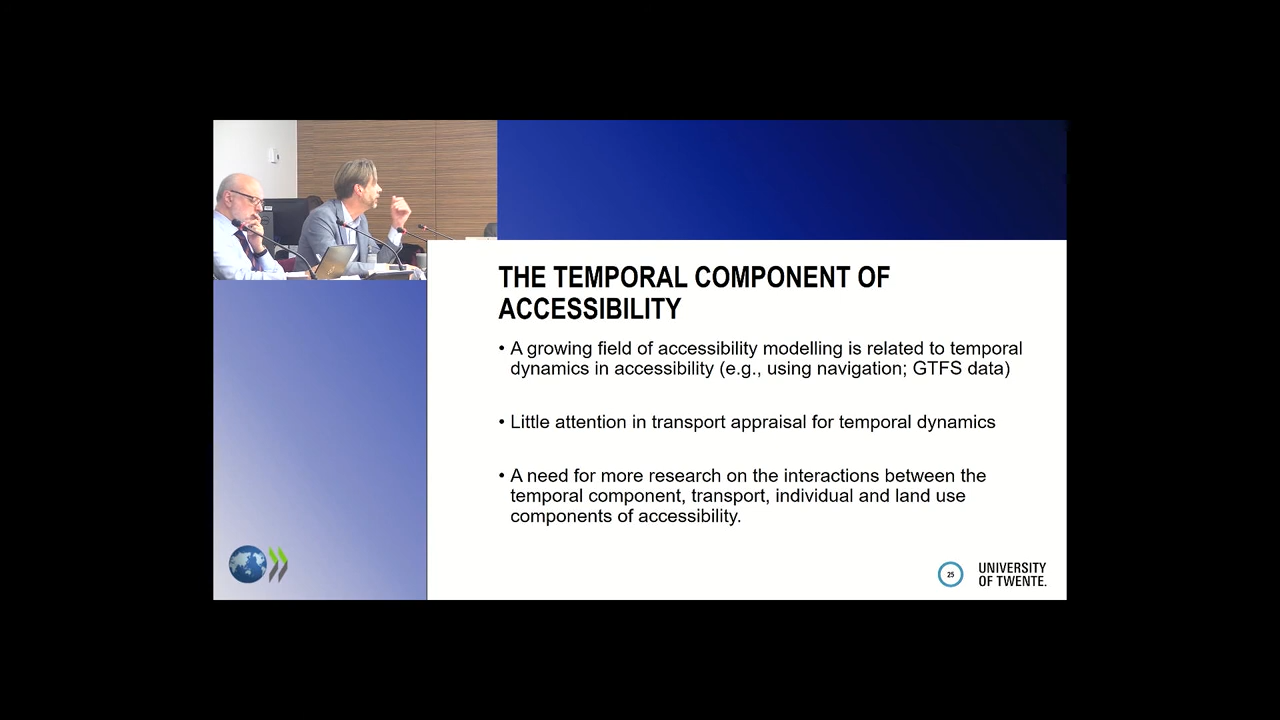 THE TEMPORAL COMPONENT OF
ACCESSIBILITY
• A growing field of accessibility modelling is related to temporal
dynamics in accessibility (e.g., using navigation; GTFS data)
• Little attention in transport appraisal for temporal dynamics
• A need for more research on the interactions between the
temporal component, transport, individual and land use
components of accessibility.
25
UNIVERSITY
OF TWENTE.